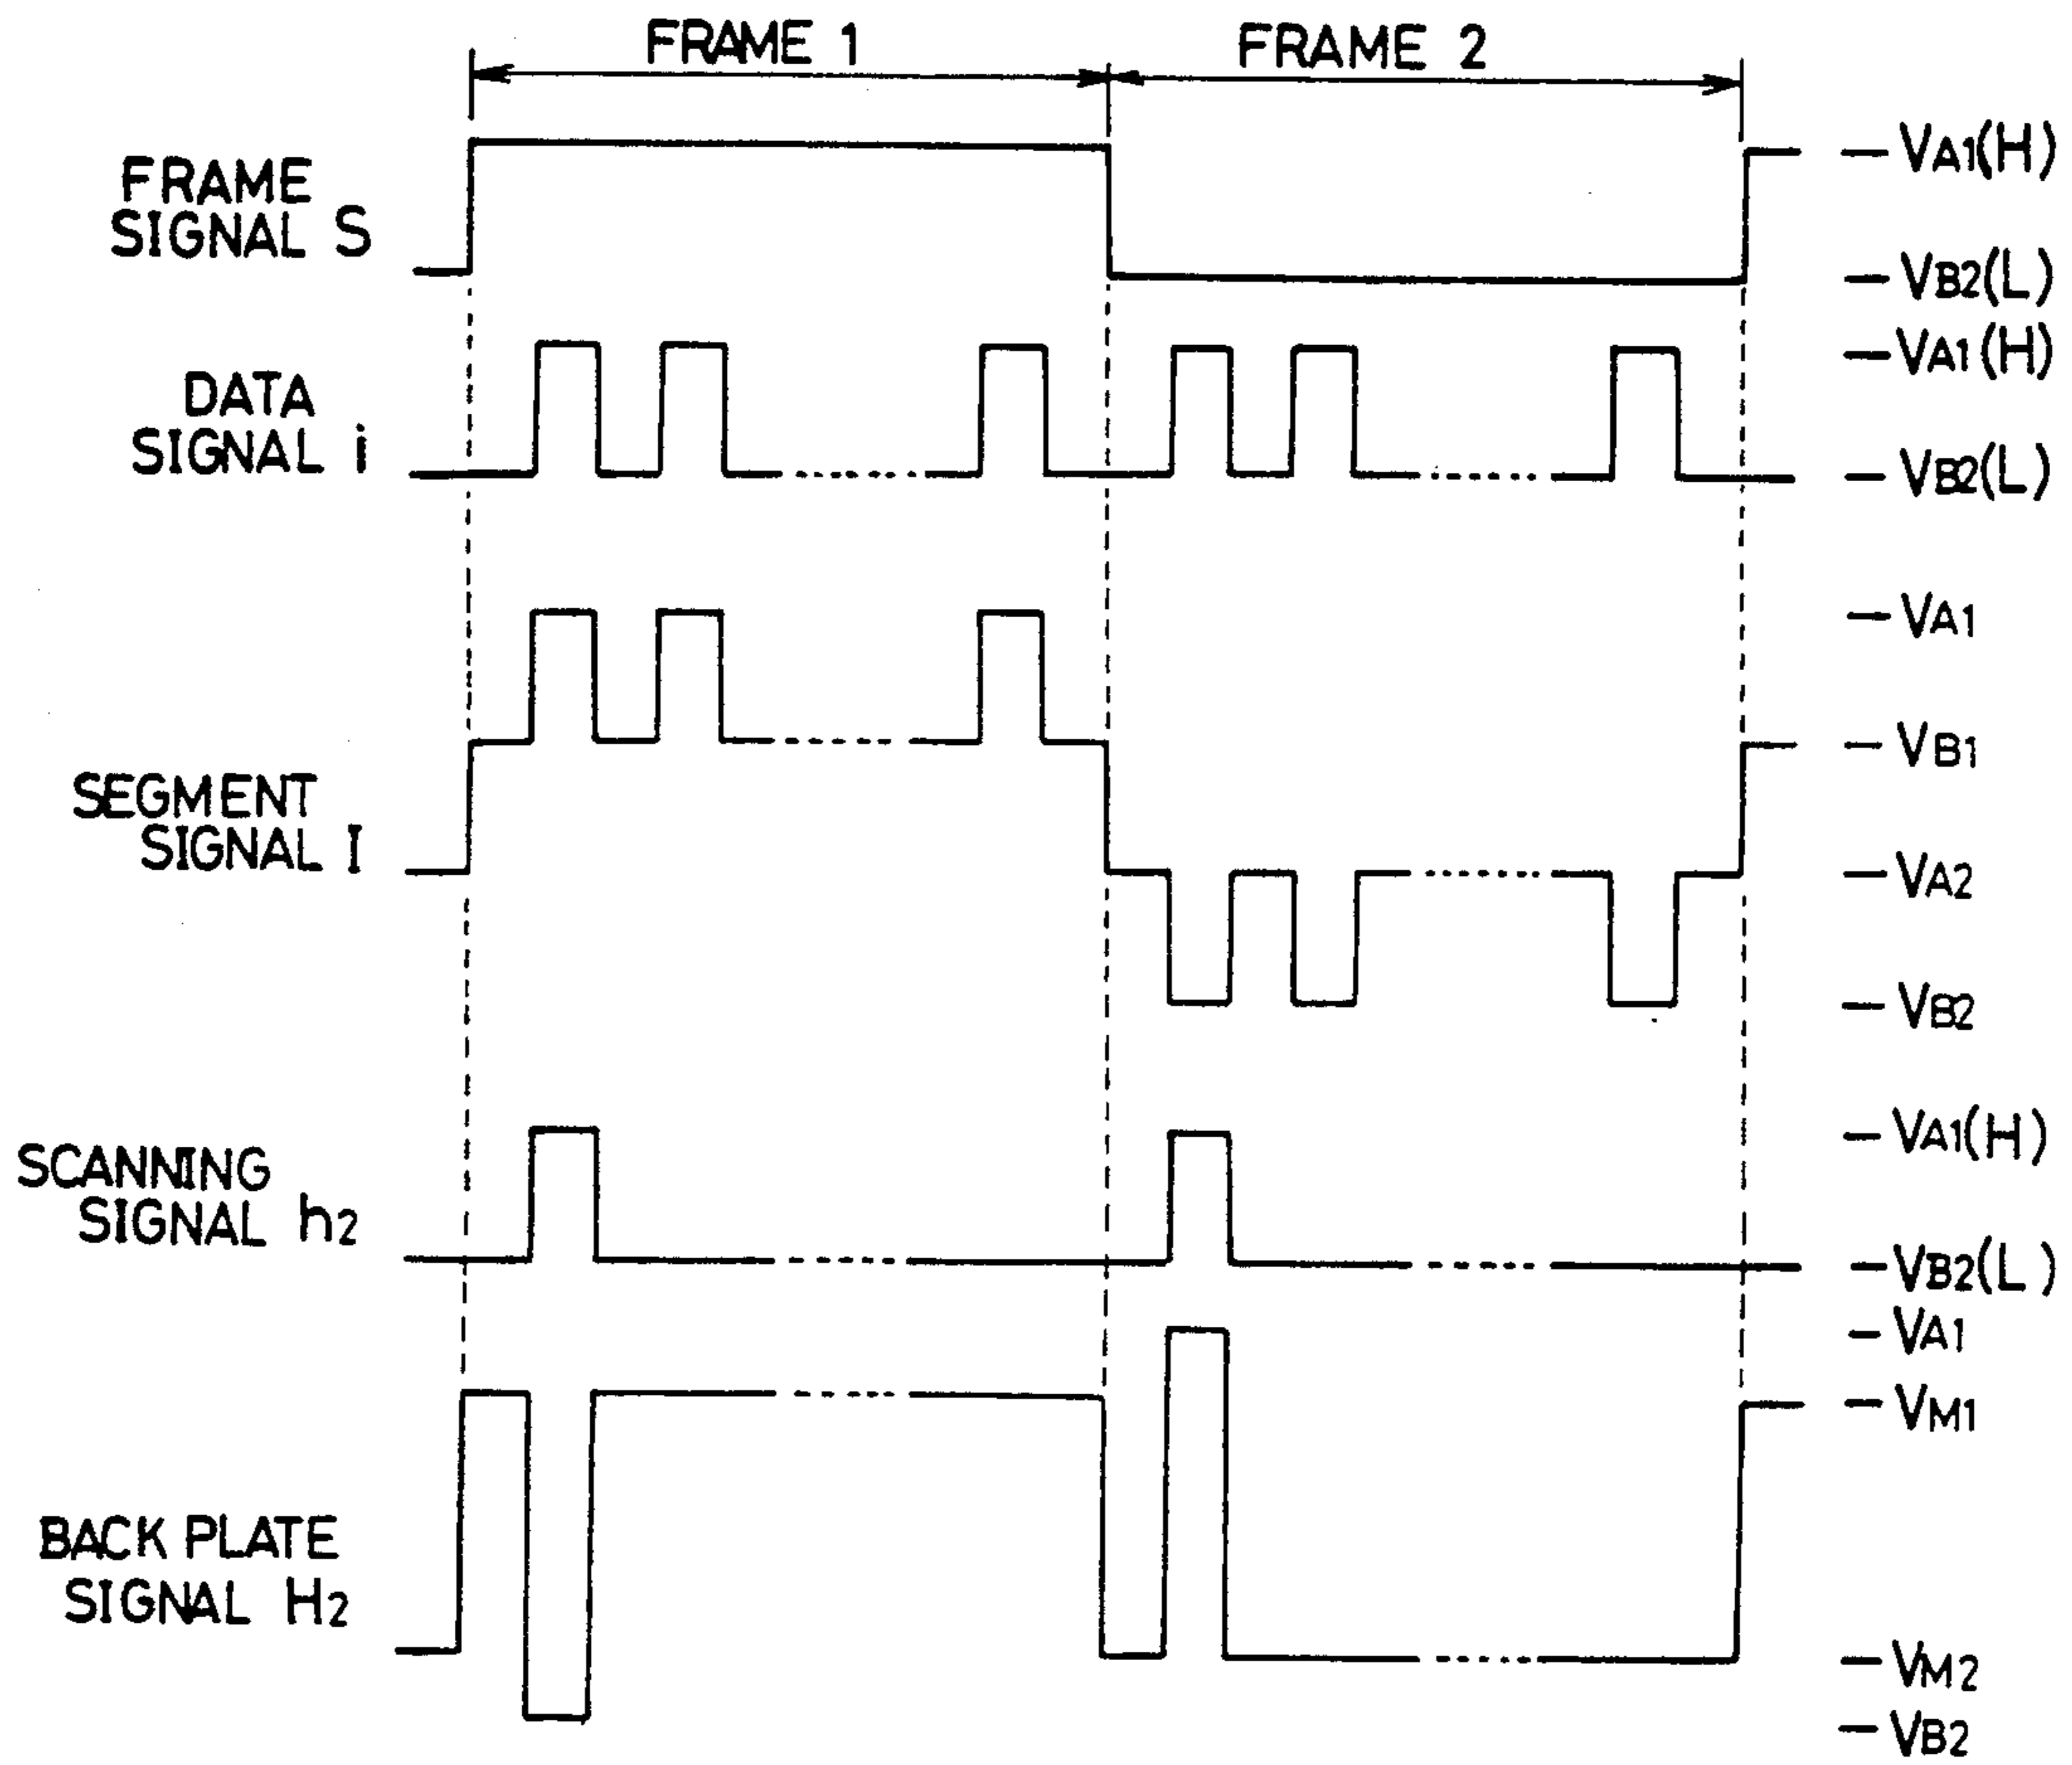 FRAME 1
FRAME 2
FRAME
SIGNAL S
VA1(H)
VB2(L)
DATA
SIGNAL i
VA1(H)
VB2(L)
SEGMENT
SIGNAL I
VA1
VB1
VA2
VB2
SCANNING
SIGNAL h2
VA1(H)
VB2(L)
BACK PLATE
SIGNAL H2
VA1
VM1
VM2
VB2